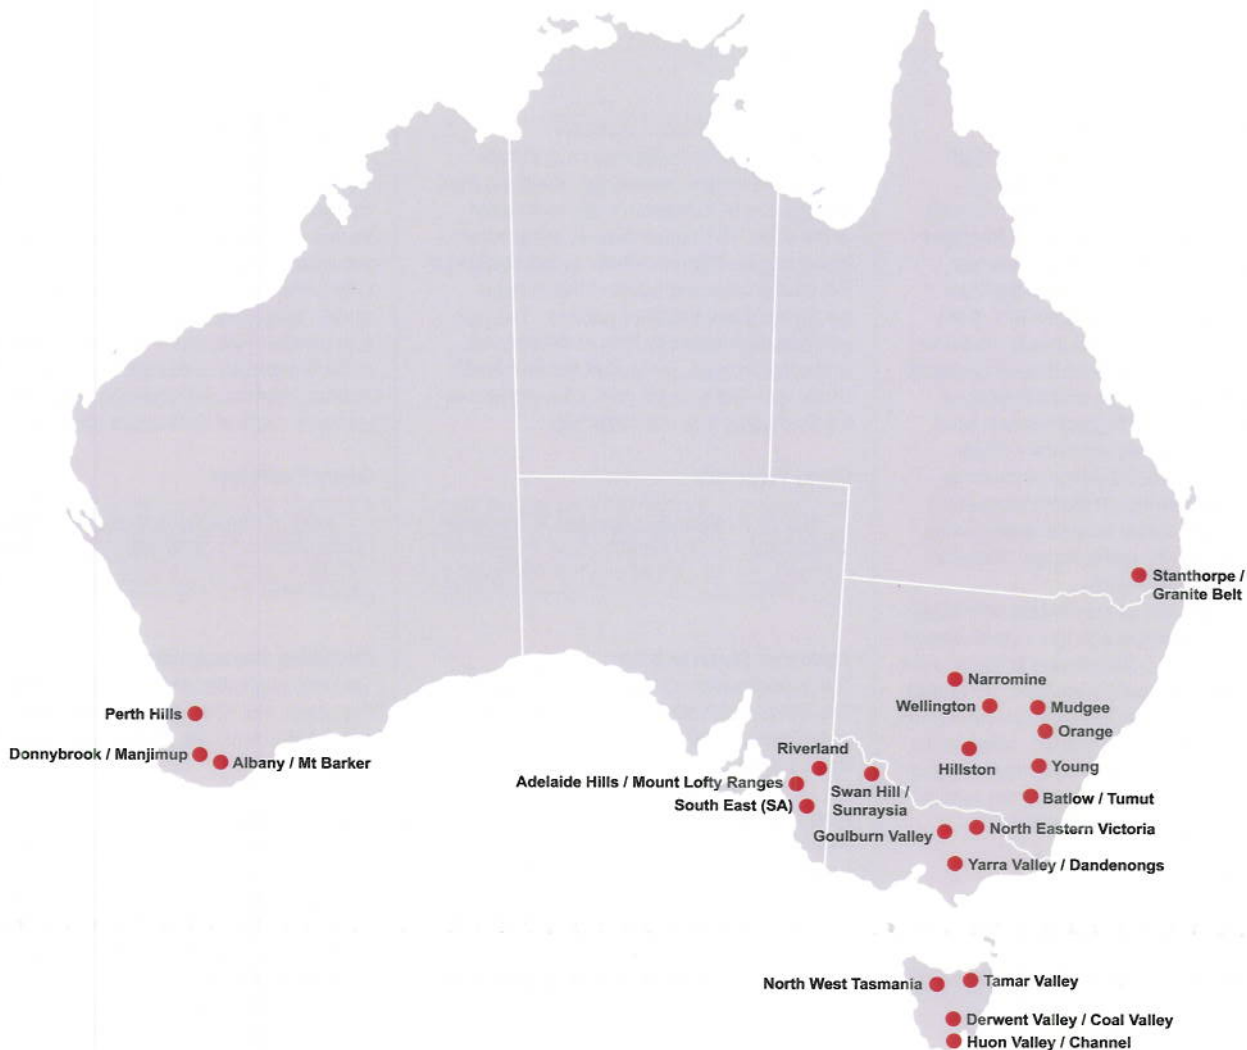 Stanthorpe /
Granite Belt
Narromine
Wellington
Mudgee
Orange
Perth Hills
Donnybrook / Manjimup
Albany / Mt Barker
Riverland
Hillston
Young
Adelaide Hills / Mount Lofty Ranges
Swan Hill /
Sunraysia
Batlow / Tumut
South East (SA)
Goulburn Valley
North Eastern Victoria
Yarra Valley / Dandenongs
North West Tasmania
Tamar Valley
Derwent Valley / Coal Valley
Huon Valley / Channel